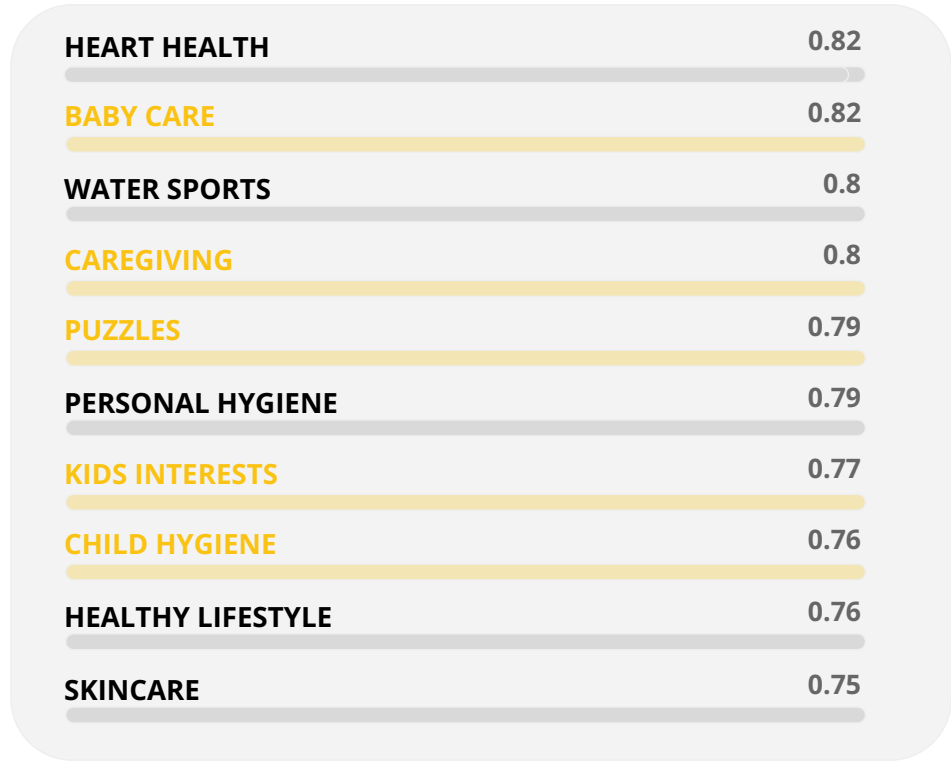 HEART HEALTH 0.82
BABY CARE 0.82
WATER SPORTS 0.8
CAREGIVING 0.8
PUZZLES 0.79
PERSONAL HYGIENE 0.79
KIDS INTERESTS 0.77
CHILD HYGIENE 0.76
HEALTHY LIFESTYLE 0.76
SKINCARE 0.75